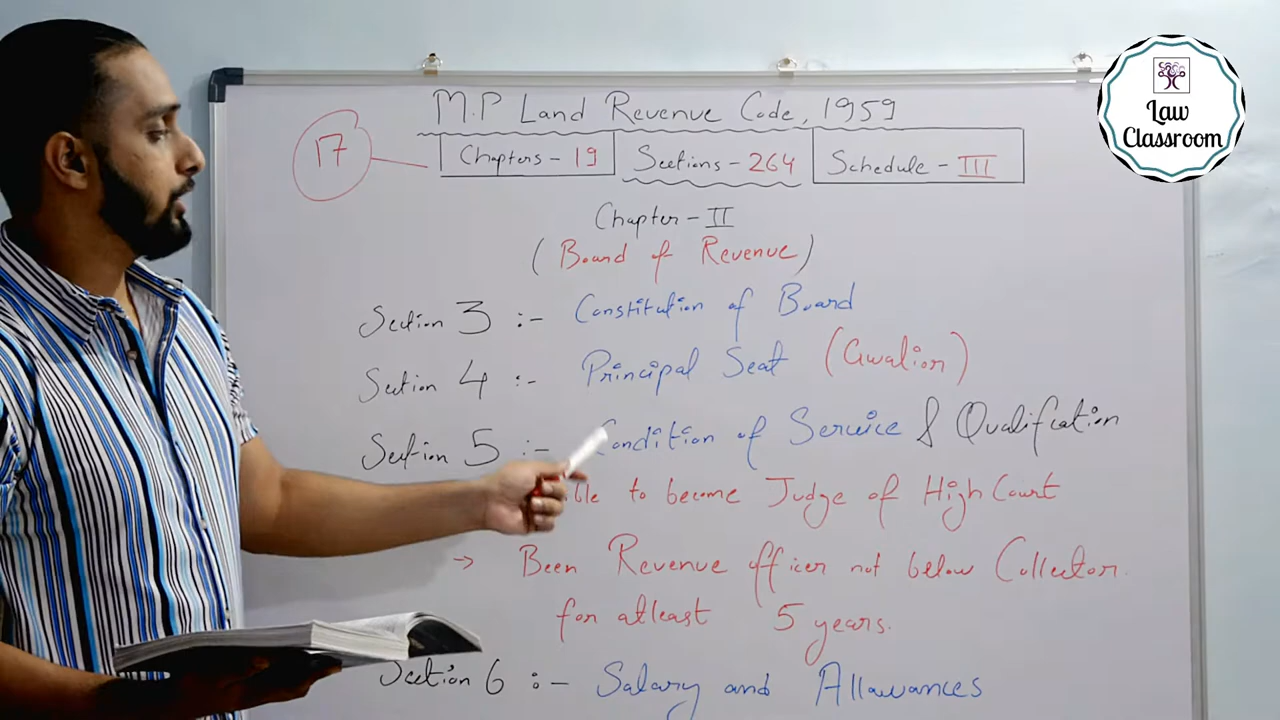 M.P Land Revenue Code, 1959
17 Chapters - 19 Sections - 264 Schedule - III
Chapter - II
(Board of Revenue)
Section 3 :- Constitution of Board
Section 4 :- Principal Seat (Gwalior)
Section 5 :- Condition of Service & Qualification
to become Judge of High Court
→ Been Revenue officer not below Collector
for atleast 5 years.
Section 6 :- Salary and Allowances
Law
Classroom